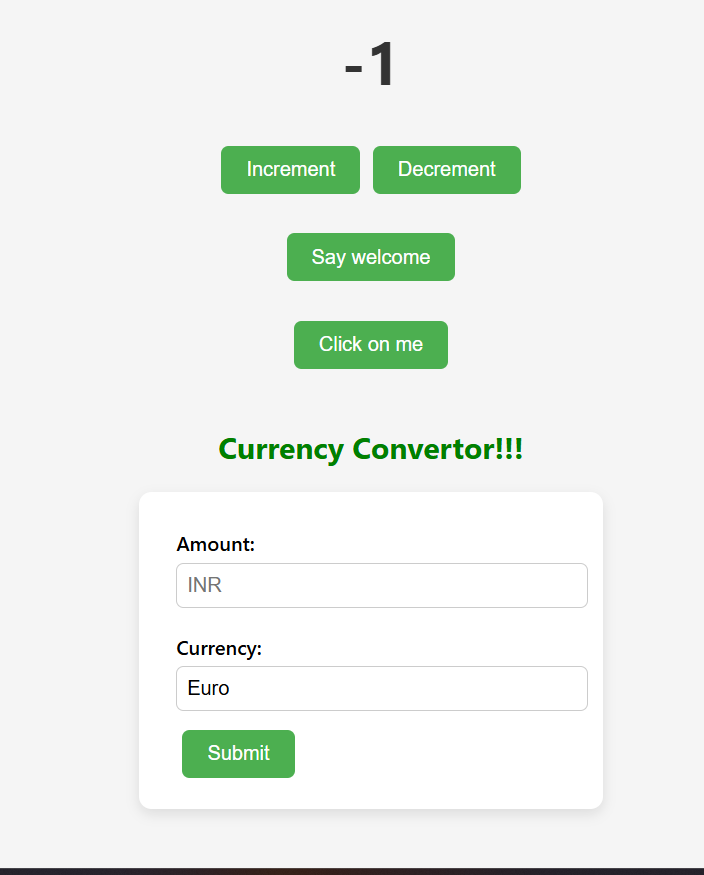 -1
Increment Decrement
Say welcome
Click on me
Currency Convertor!!!
Amount:
INR
Currency:
Euro
Submit